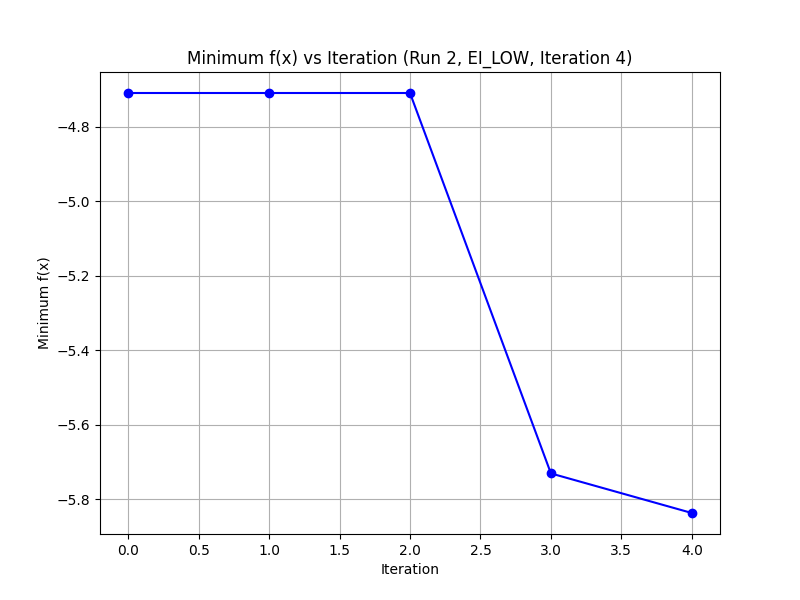 Minimum f(x) vs Iteration (Run 2, EI_LOW, Iteration 4)
−4.8
−5.0
−5.2
−5.4
−5.6
−5.8
Minimum f(x)
0.0 0.5 1.0 1.5 2.0 2.5 3.0 3.5 4.0
Iteration